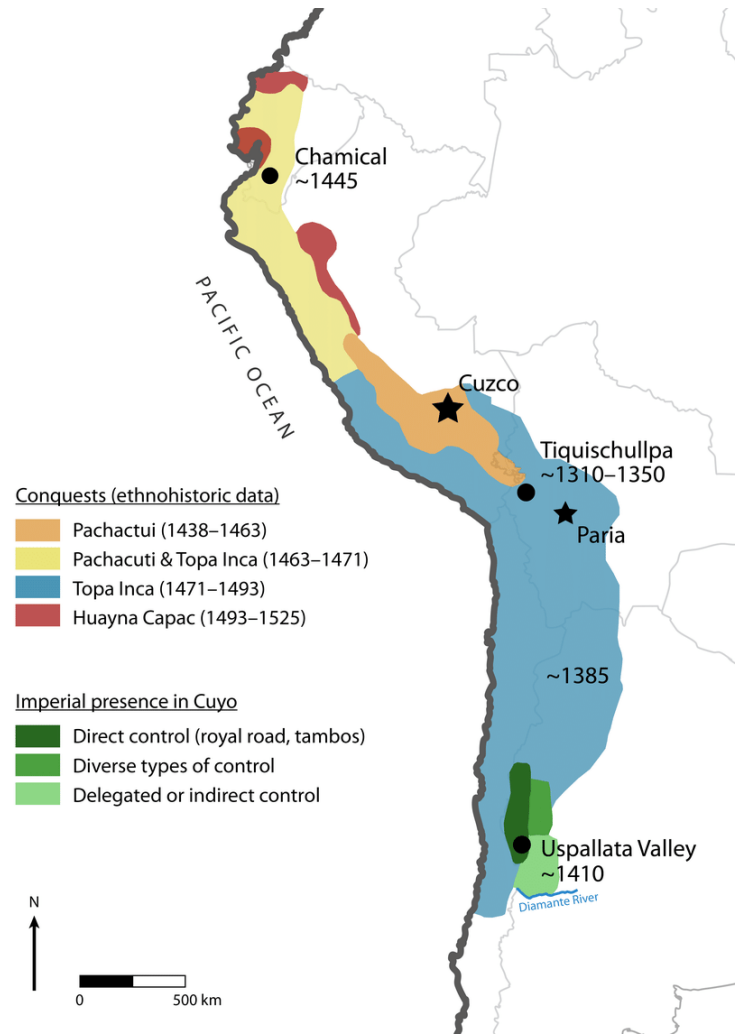 Chamical
~1445
PACIFIC OCEAN
Cuzco
Tiquischullpa
~1310–1350
Paria
Conquests (ethnohistoric data)
Pachactui (1438–1463)
Pachacuti & Topa Inca (1463–1471)
Topa Inca (1471–1493)
Huayna Capac (1493–1525)
~1385
Imperial presence in Cuyo
Direct control (royal road, tambos)
Diverse types of control
Delegated or indirect control
Uspallata Valley
~1410
Diamante River
N
0 500 km